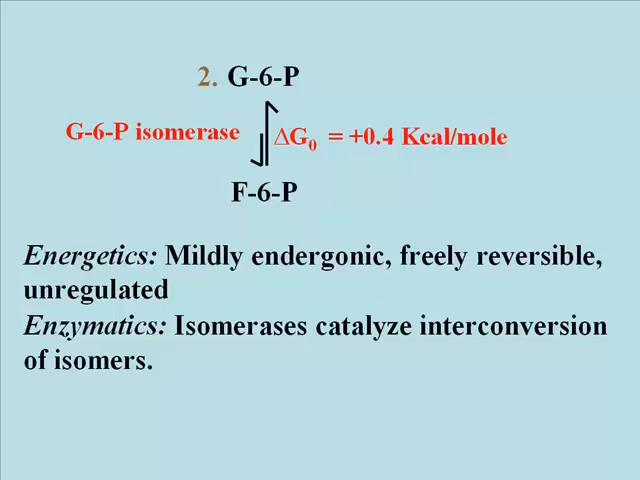 2. G-6-P
G-6-P isomerase
ΔG₀ = +0.4 Kcal/mole
F-6-P
Energetics: Mildly endergonic, freely reversible,
unregulated
Enzymatics: Isomerases catalyze interconversion
of isomers.